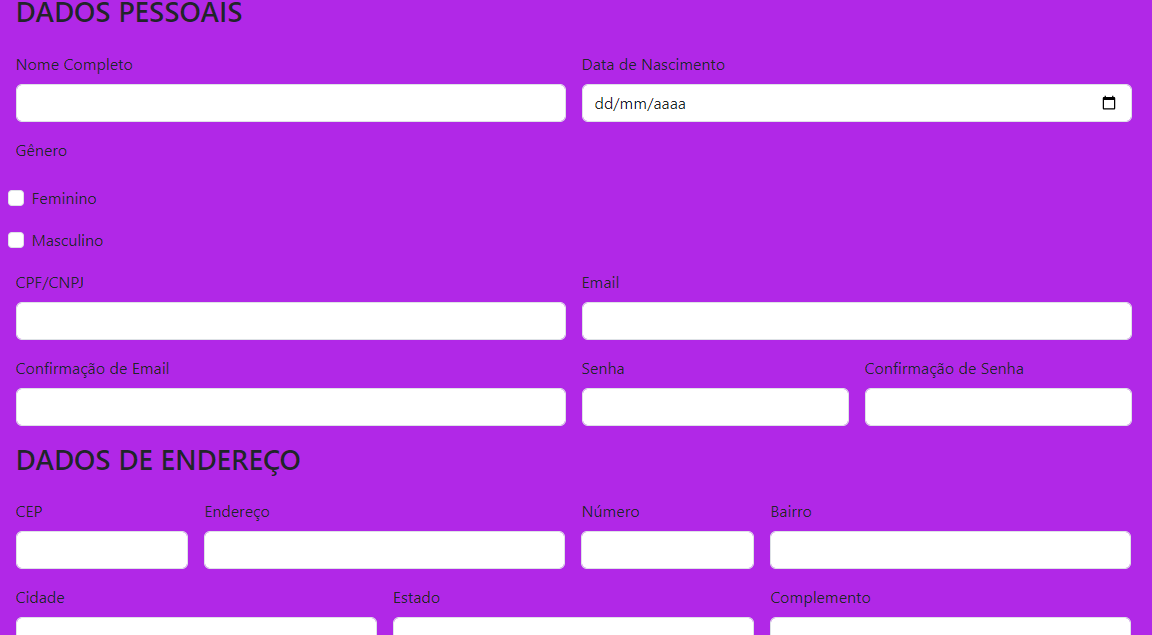 DADOS PESSOAIS
Nome Completo Data de Nascimento
dd/mm/aaaa
Gênero
Feminino
Masculino
CPF/CNPJ Email
Confirmação de Email Senha Confirmação de Senha
DADOS DE ENDEREÇO
CEP Endereço Número Bairro
Cidade Estado Complemento